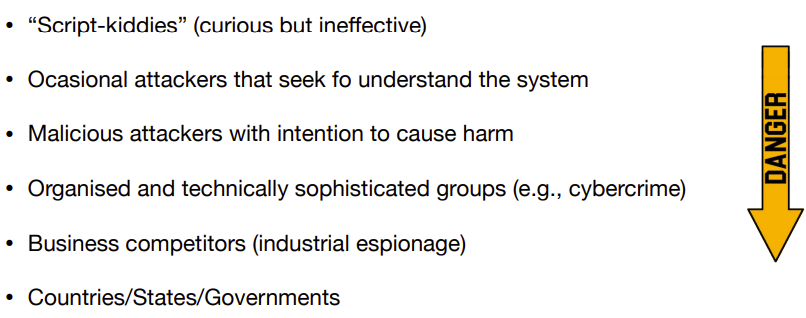 • “Script-kiddies” (curious but ineffective)
• Ocasional attackers that seek fo understand the system
• Malicious attackers with intention to cause harm
• Organised and technically sophisticated groups (e.g., cybercrime)
• Business competitors (industrial espionage)
• Countries/States/Governments
DANGER